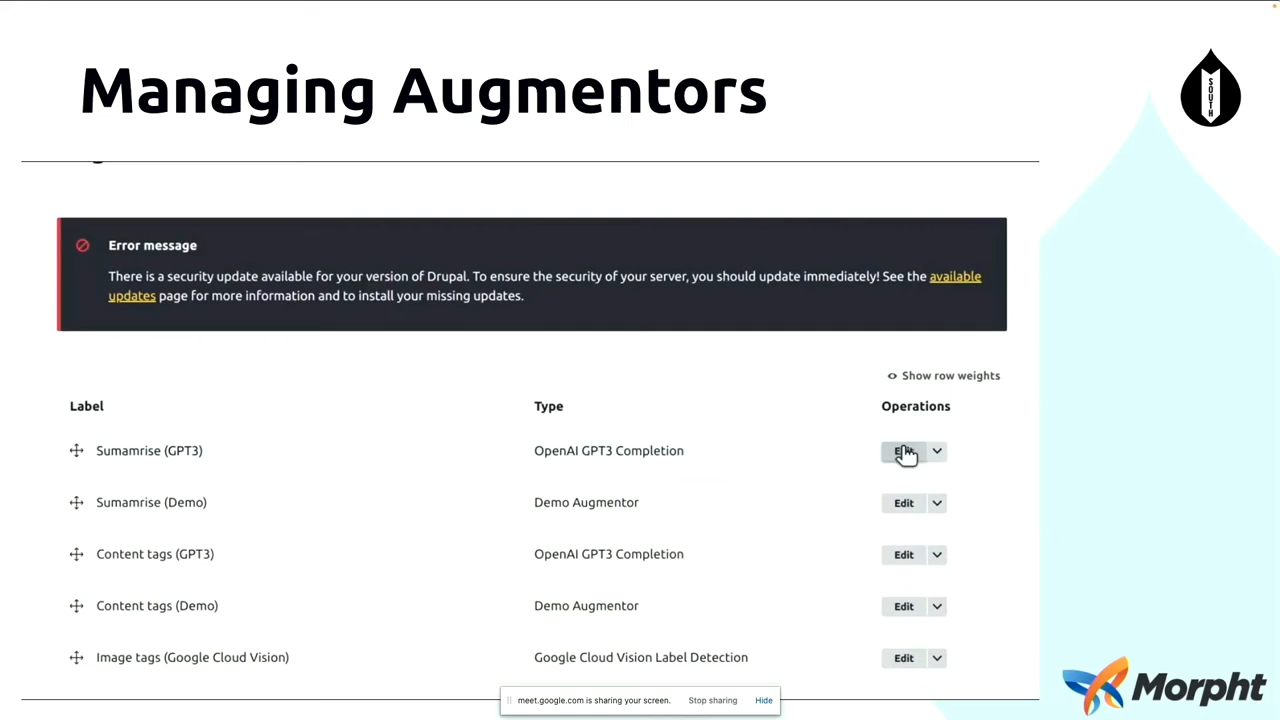 Managing Augmentors
SOUTH
Error message
There is a security update available for your version of Drupal. To ensure the security of your server, you should update immediately! See the available
updates page for more information and to install your missing updates.
Show row weights
Label Type Operations
Sumamrise (GPT3) OpenAI GPT3 Completion
Sumamrise (Demo) Demo Augmentor Edit
Content tags (GPT3) OpenAI GPT3 Completion Edit
Content tags (Demo) Demo Augmentor Edit
Image tags (Google Cloud Vision) Google Cloud Vision Label Detection Edit
meet.google.com is sharing your screen. Stop sharing Hide
Morpht